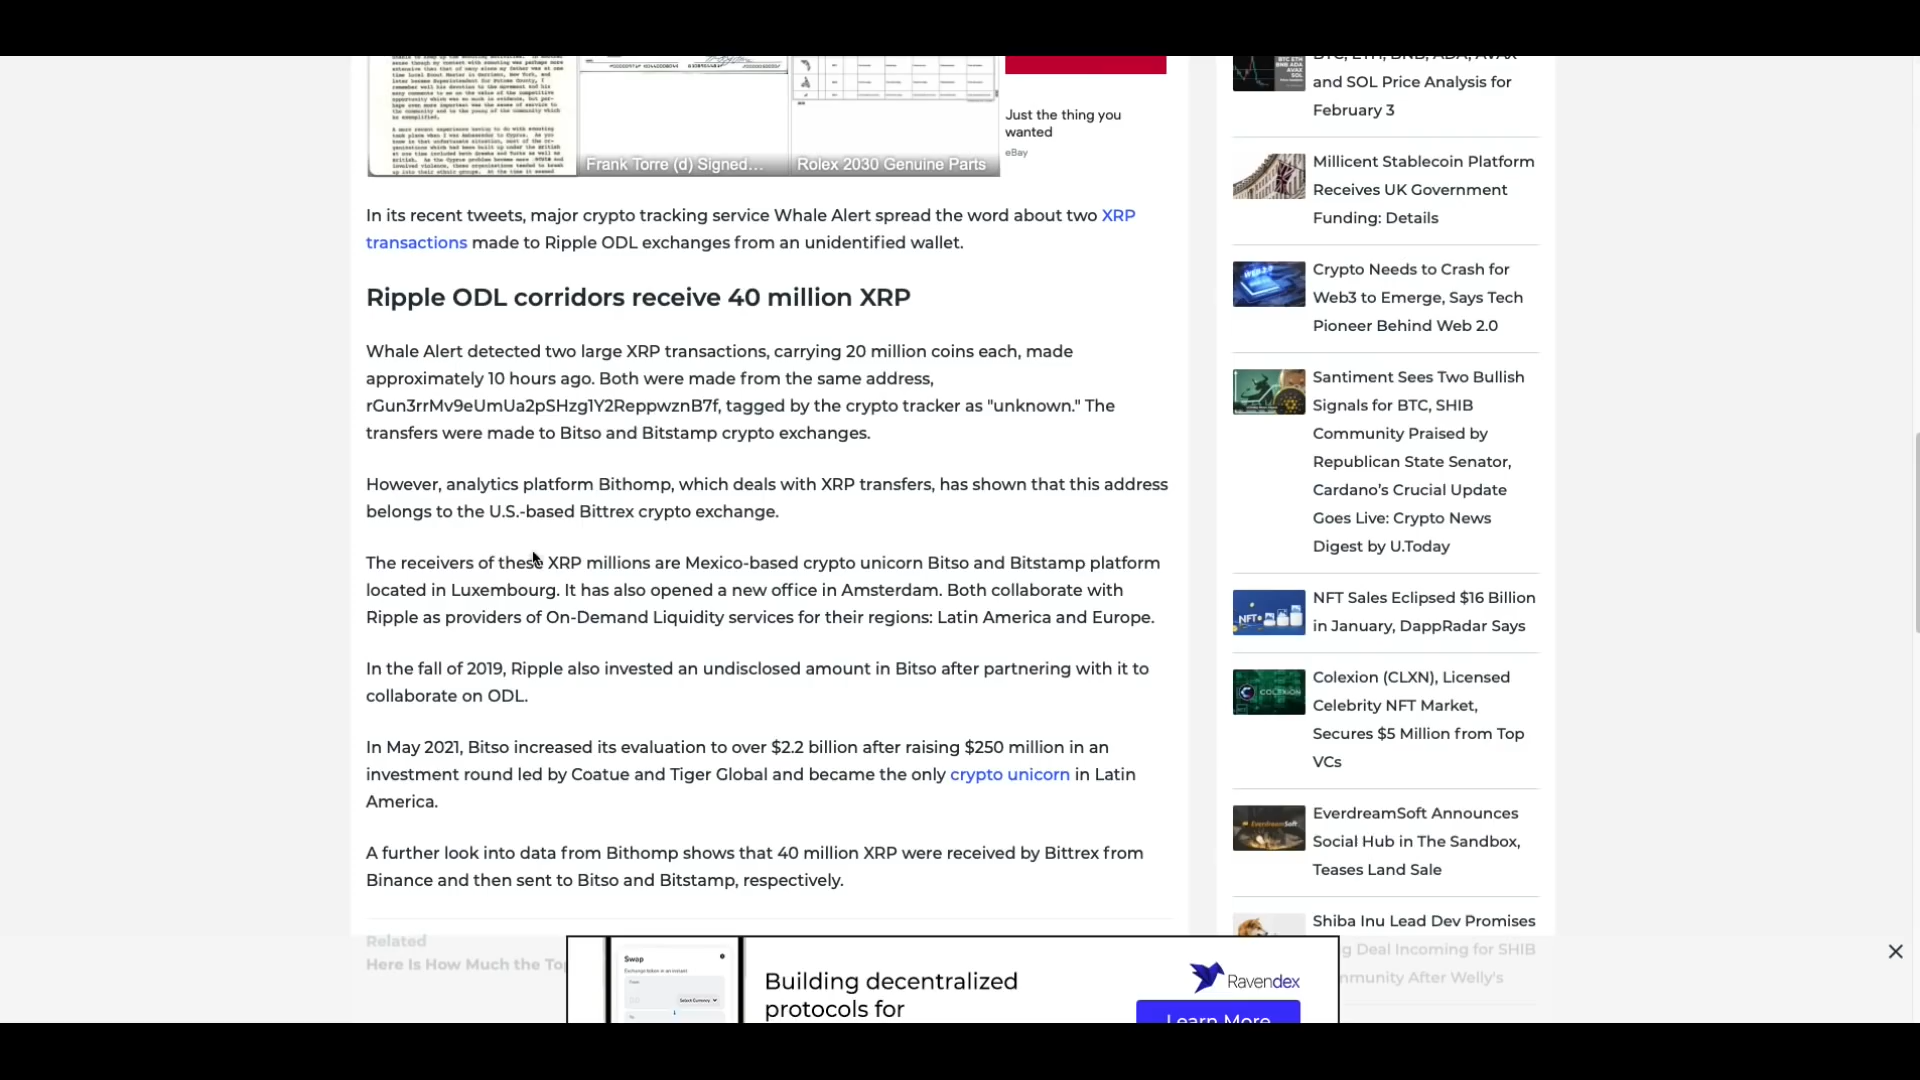 Frank Torre (d) Signed...
Rolex 2030 Genuine Parts
Just the thing you
wanted
eBay
In its recent tweets, major crypto tracking service Whale Alert spread the word about two XRP
transactions made to Ripple ODL exchanges from an unidentified wallet.
Ripple ODL corridors receive 40 million XRP
Whale Alert detected two large XRP transactions, carrying 20 million coins each, made
approximately 10 hours ago. Both were made from the same address,
rGun3rrMv9eUmUa2pSHzg1Y2ReppwznB7f, tagged by the crypto tracker as "unknown." The
transfers were made to Bitso and Bitstamp crypto exchanges.
However, analytics platform Bithomp, which deals with XRP transfers, has shown that this address
belongs to the U.S.-based Bittrex crypto exchange.
The receivers of these XRP millions are Mexico-based crypto unicorn Bitso and Bitstamp platform
located in Luxembourg. It has also opened a new office in Amsterdam. Both collaborate with
Ripple as providers of On-Demand Liquidity services for their regions: Latin America and Europe.
In the fall of 2019, Ripple also invested an undisclosed amount in Bitso after partnering with it to
collaborate on ODL.
In May 2021, Bitso increased its evaluation to over $2.2 billion after raising $250 million in an
investment round led by Coatue and Tiger Global and became the only crypto unicorn in Latin
America.
A further look into data from Bithomp shows that 40 million XRP were received by Bittrex from
Binance and then sent to Bitso and Bitstamp, respectively.
Related
Here Is How Much the To
BTC, ETH, BNB, ADA, AVAX
and SOL Price Analysis for
February 3
Millicent Stablecoin Platform
Receives UK Government
Funding: Details
Crypto Needs to Crash for
Web3 to Emerge, Says Tech
Pioneer Behind Web 2.0
Santiment Sees Two Bullish
Signals for BTC, SHIB
Community Praised by
Republican State Senator,
Cardano's Crucial Update
Goes Live: Crypto News
Digest by U.Today
NFT Sales Eclipsed $16 Billion
in January, DappRadar Says
Colexion (CLXN), Licensed
Celebrity NFT Market,
Secures $5 Million from Top
VCs
EverdreamSoft Announces
Social Hub in The Sandbox,
Teases Land Sale
Shiba Inu Lead Dev Promises
g Deal Incoming for SHIB
mmunity After Welly's
Swap
Building decentralized
protocols for
Ravendex
Learn More